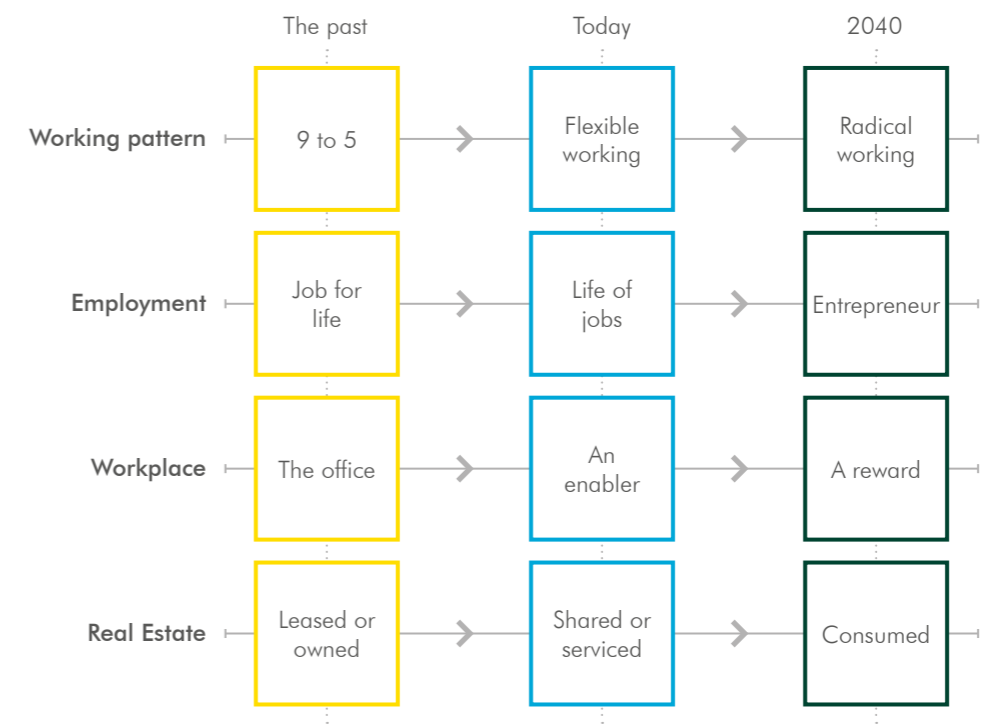 The past
Today
2040
Working pattern
9 to 5
Flexible
working
Radical
working
Employment
Job for
life
Life of
jobs
Entrepreneur
Workplace
The office
An
enabler
A reward
Real Estate
Leased or
owned
Shared or
serviced
Consumed